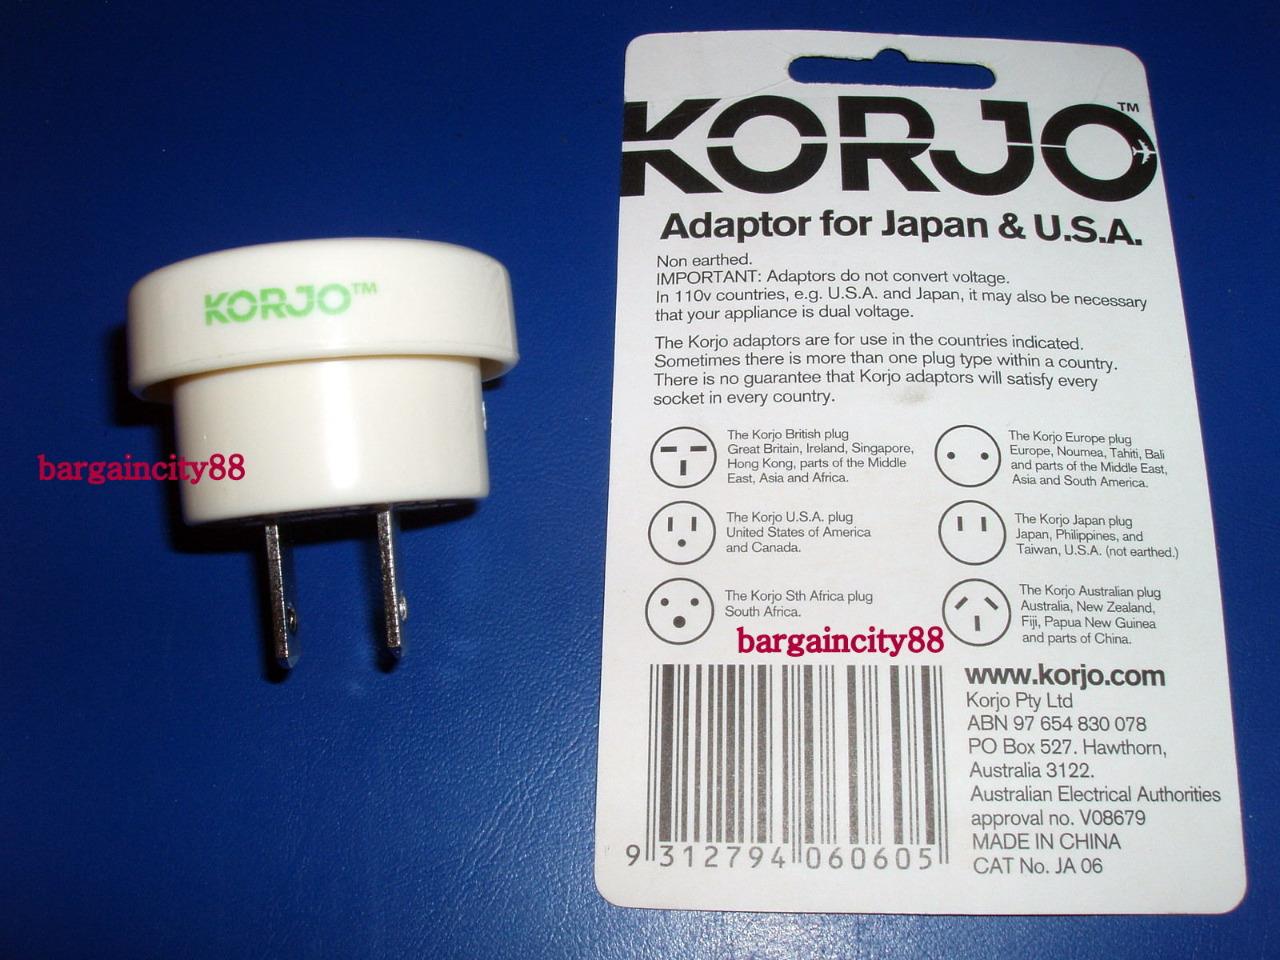 KORJO™
bargaincity88
KORJO™
Adaptor for Japan & U.S.A.
Non earthed.
IMPORTANT: Adaptors do not convert voltage.
In 110v countries, e.g. U.S.A. and Japan, it may also be necessary
that your appliance is dual voltage.
The Korjo adaptors are for use in the countries indicated.
Sometimes there is more than one plug type within a country.
There is no guarantee that Korjo adaptors will satisfy every
socket in every country.
The Korjo British plug
Great Britain, Ireland, Singapore,
Hong Kong, parts of the Middle
East, Asia and Africa.
The Korjo Europe plug
Europe, Noumea, Tahiti, Bali
and parts of the Middle East,
Asia and South America.
The Korjo U.S.A. plug
United States of America
and Canada.
The Korjo Japan plug
Japan, Philippines, and
Taiwan, U.S.A. (not earthed.)
The Korjo Sth Africa plug
South Africa.
The Korjo Australian plug
Australia, New Zealand,
Fiji, Papua New Guinea
and parts of China.
bargaincity88
9 312794 060605
www.korjo.com
Korjo Pty Ltd
ABN 97 654 830 078
PO Box 527. Hawthorn,
Australia 3122.
Australian Electrical Authorities
approval no. V08679
MADE IN CHINA
CAT No. JA 06